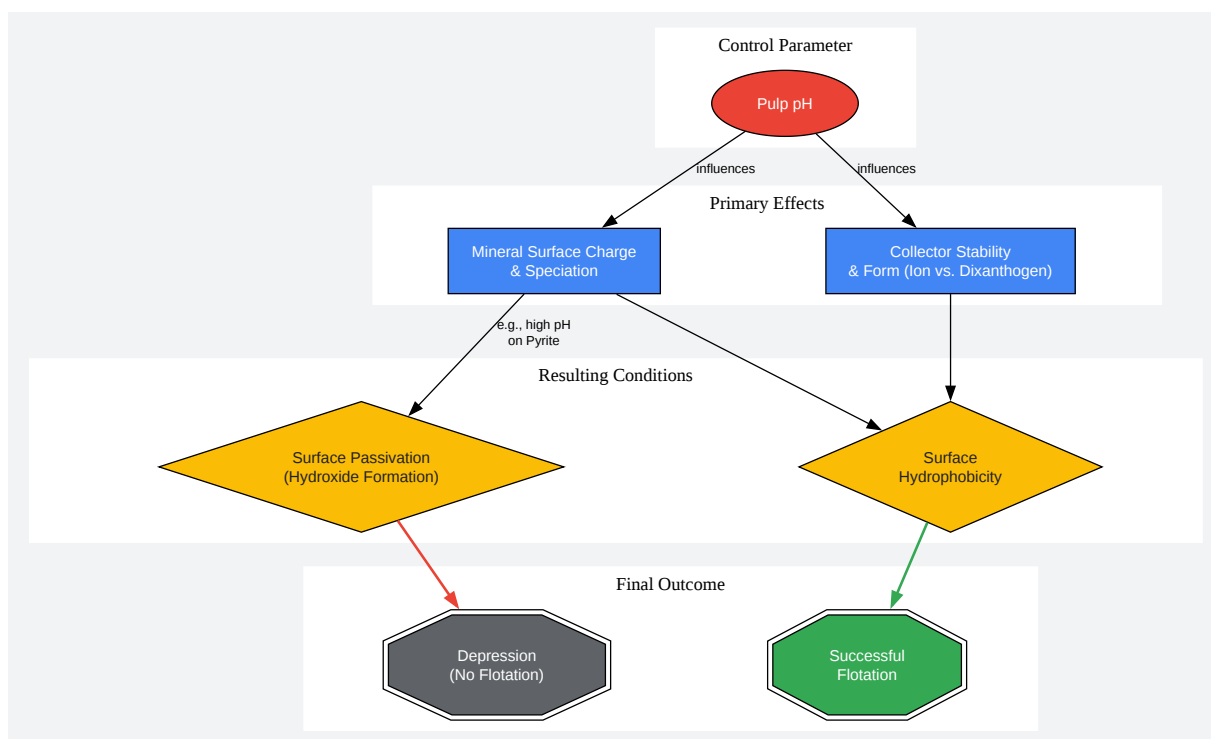 Control Parameter
Pulp pH
influences
influences
Primary Effects
Mineral Surface Charge
& Speciation
Collector Stability
& Form (Ion vs. Dixanthogen)
e.g., high pH
on Pyrite
Resulting Conditions
Surface Passivation
(Hydroxide Formation)
Surface
Hydrophobicity
Final Outcome
Depression
(No Flotation)
Successful
Flotation